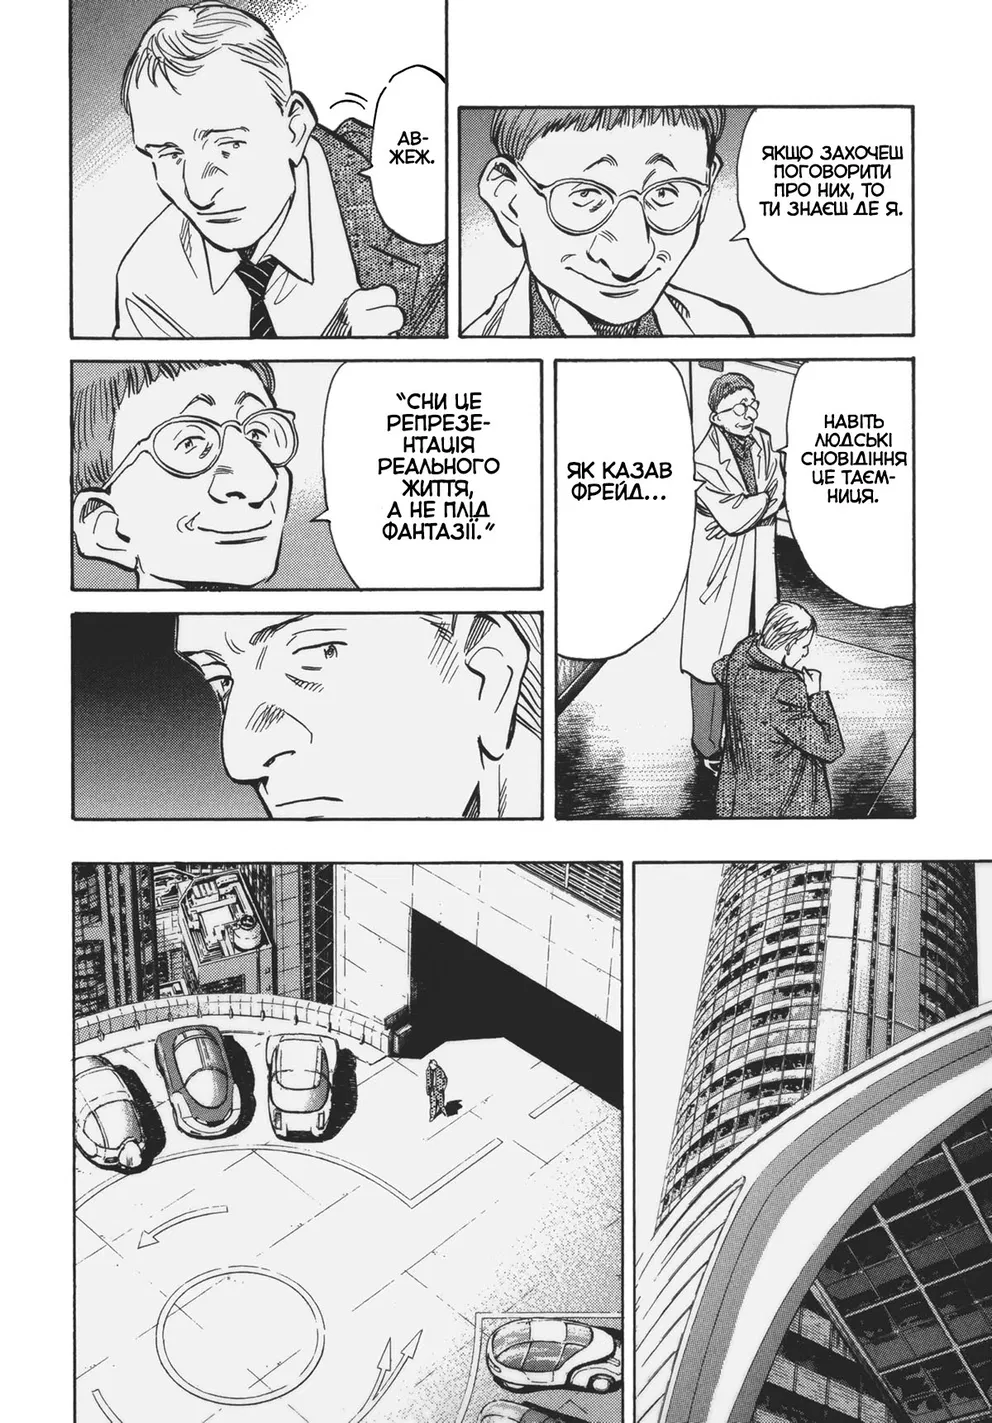 ЯКЩО ЗАХОЧЕШ
ПОГОВОРИТИ
ПРО НИХ, ТО
ТИ ЗНАЄШ ДЕ Я.
АВ-
ЖЕЖ.
НАВІТЬ
ЛЮДСЬКІ
СНОВИДІННЯ
ЦЕ ТАЄМ-
НИЦЯ.
ЯК КАЗАВ
ФРЕЙД...
“СНИ ЦЕ
РЕПРЕЗЕ-
НТАЦІЯ
РЕАЛЬНОГО
ЖИТТЯ,
А НЕ ПЛІД
ФАНТАЗІЇ.”